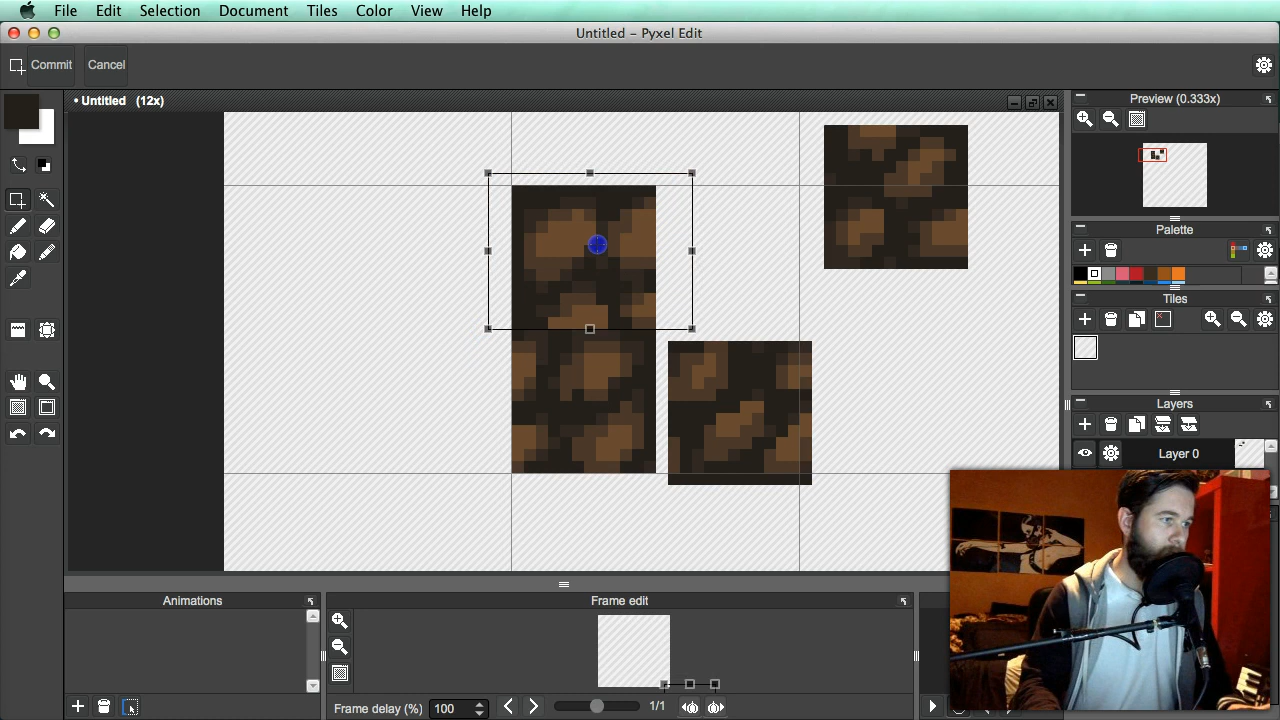 File Edit Selection Document Tiles Color View Help
Untitled – Pyxel Edit
Commit Cancel
• Untitled (12x)
Preview (0.333x)
Palette
Tiles
Layers
Layer 0
Animations
Frame edit
Frame delay (%) 100 1/1